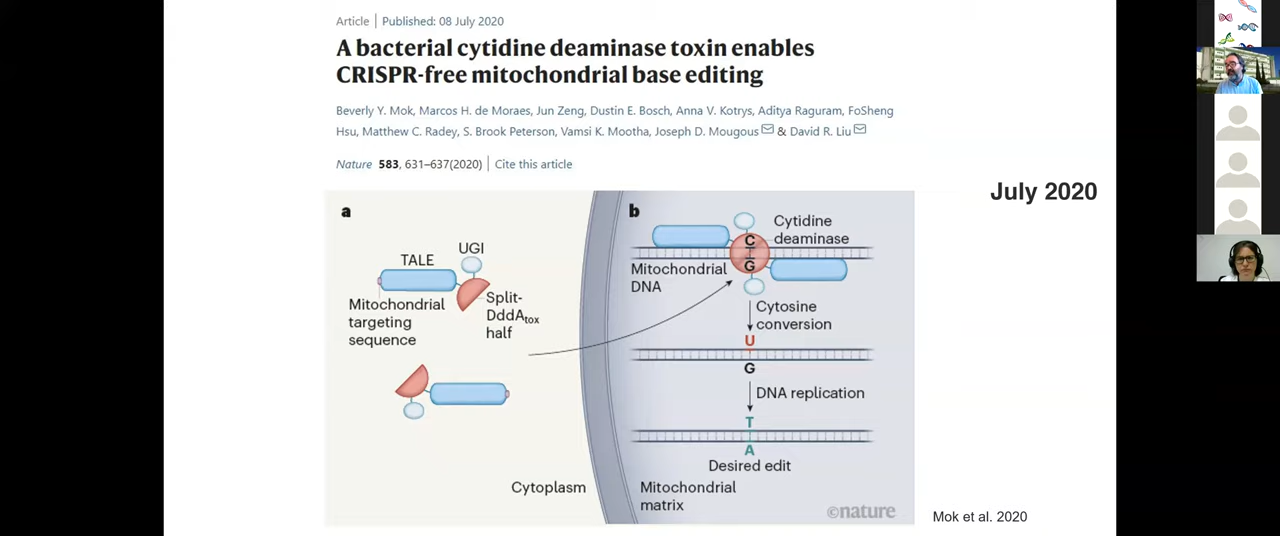 Article | Published: 08 July 2020
A bacterial cytidine deaminase toxin enables
CRISPR-free mitochondrial base editing
Beverly Y. Mok, Marcos H. de Moraes, Jun Zeng, Dustin E. Bosch, Anna V. Kotrys, Aditya Raguram, FoSheng
Hsu, Matthew C. Radey, S. Brook Peterson, Vamsi K. Mootha, Joseph D. Mougous & David R. Liu
Nature 583, 631–637(2020) | Cite this article
July 2020
a
TALE
UGI
Mitochondrial
targeting
sequence
Split-
DddAtox
half
Cytoplasm
b
Cytidine
deaminase
C
G
Mitochondrial
DNA
Cytosine
conversion
U
G
DNA replication
T
A
Desired edit
Mitochondrial
matrix
©nature
Mok et al. 2020